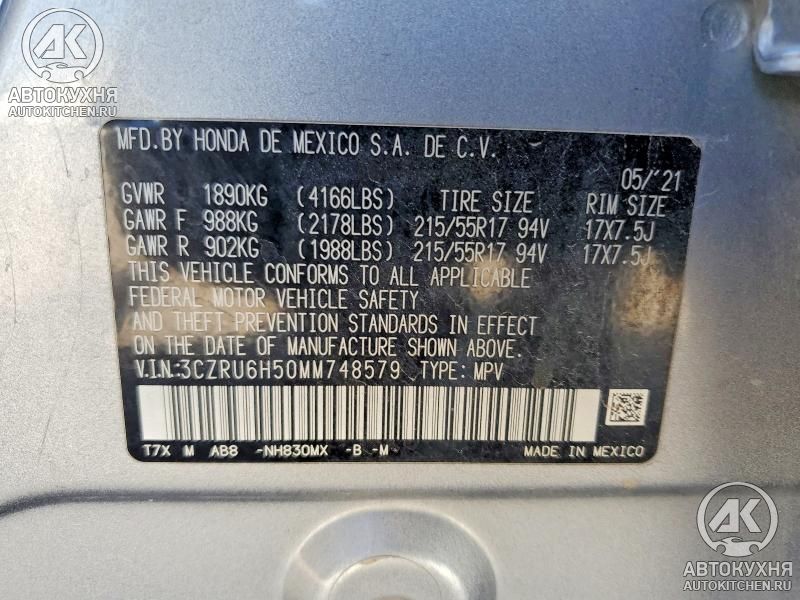 AK
АВТОКУХНЯ
AUTOKITCHEN.RU
MFD.BY HONDA DE MEXICO S.A. DE C.V.
05/'21
GVWR 1890KG (4166LBS) TIRE SIZE RIM SIZE
GAWR F 988KG (2178LBS) 215/55R17 94V 17X7.5J
GAWR R 902KG (1988LBS) 215/55R17 94V 17X7.5J
THIS VEHICLE CONFORMS TO ALL APPLICABLE
FEDERAL MOTOR VEHICLE SAFETY
AND THEFT PREVENTION STANDARDS IN EFFECT
ON THE DATE OF MANUFACTURE SHOWN ABOVE.
V.I.N.:3CZRU6H50MM748579 TYPE: MPV
T7X M AB8 -NH830MX -B -M- MADE IN MEXICO
AK
АВТОКУХНЯ
AUTOKITCHEN.RU